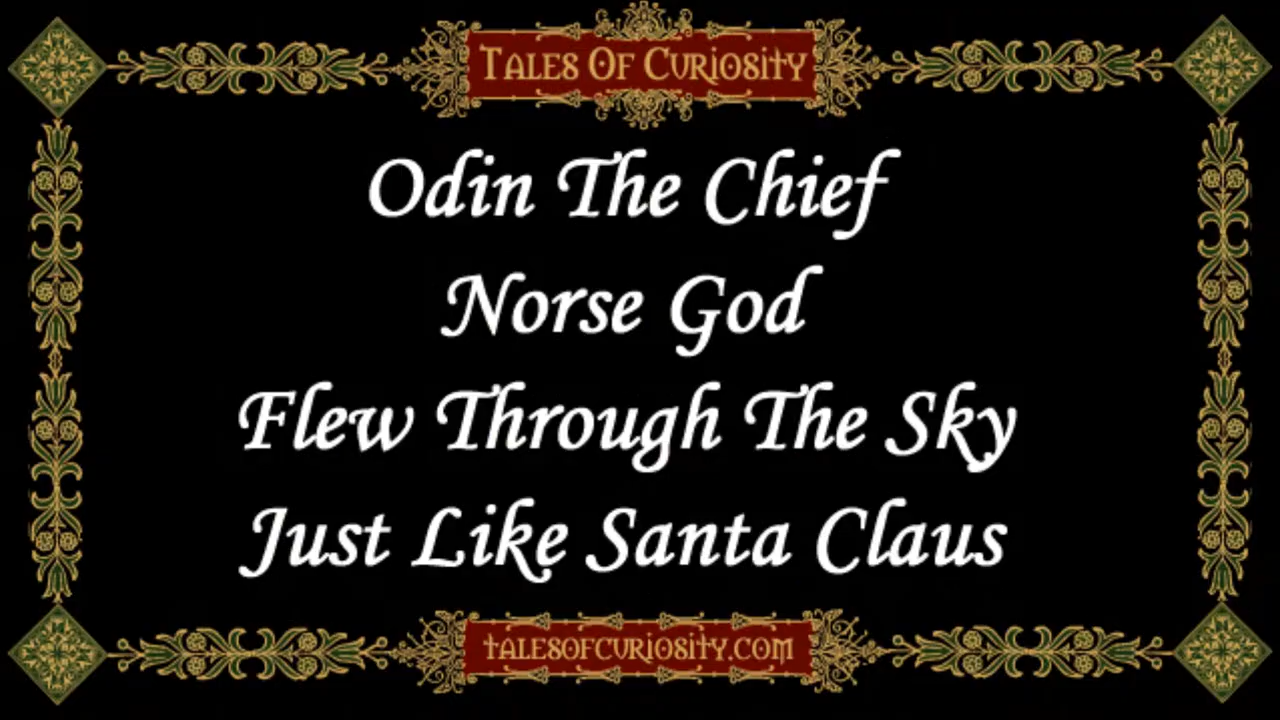 Tales Of Curiosity
Odin The Chief
Norse God
Flew Through The Sky
Just Like Santa Claus
talesofcuriosity.com